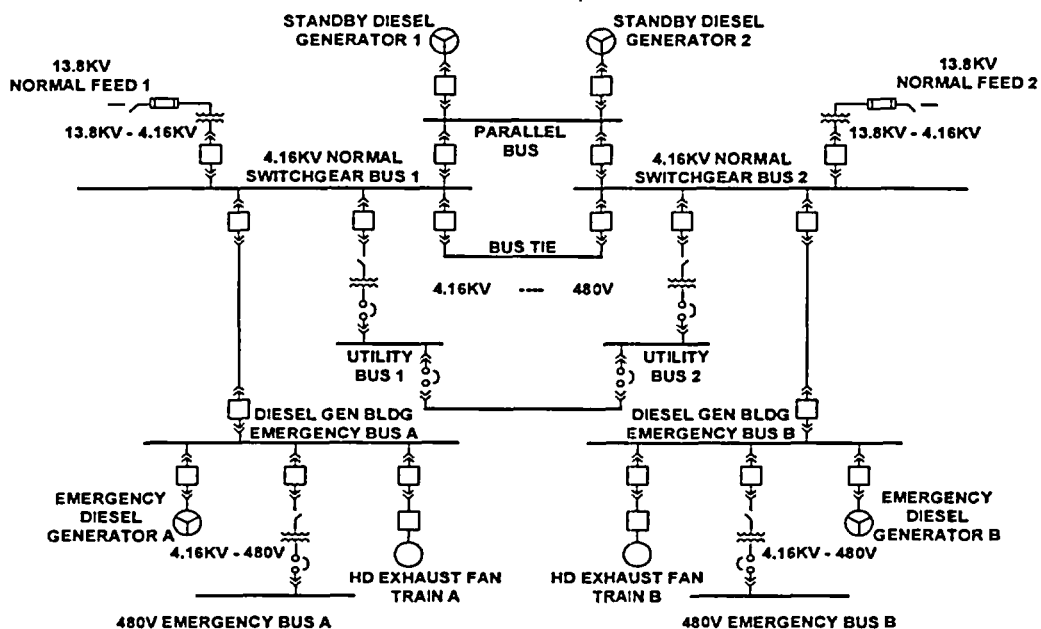 STANDBY DIESEL
GENERATOR 1
STANDBY DIESEL
GENERATOR 2
13.8KV
NORMAL FEED 1
13.8KV
NORMAL FEED 2
13.8KV - 4.16KV
PARALLEL
BUS
13.8KV - 4.16KV
4.16KV NORMAL
SWITCHGEAR BUS 1
4.16KV NORMAL
SWITCHGEAR BUS 2
BUS TIE
4.16KV ---- 480V
UTILITY
BUS 1
UTILITY
BUS 2
DIESEL GEN BLDG
EMERGENCY BUS A
DIESEL GEN BLDG
EMERGENCY BUS B
EMERGENCY
DIESEL
GENERATOR A
EMERGENCY
DIESEL
GENERATOR B
4.16KV - 480V
4.16KV - 480V
HD EXHAUST FAN
TRAIN A
HD EXHAUST FAN
TRAIN B
480V EMERGENCY BUS A
480V EMERGENCY BUS B